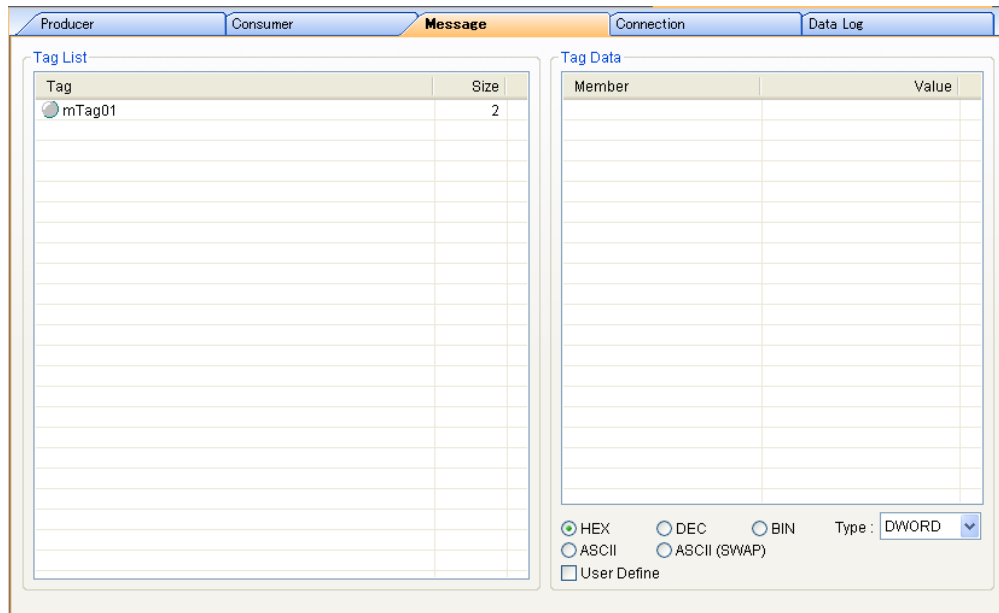 Producer Consumer Message Connection Data Log
Tag List
Tag Size
mTag01 2
Tag Data
Member Value
HEX DEC BIN Type : DWORD
ASCII ASCII (SWAP)
User Define